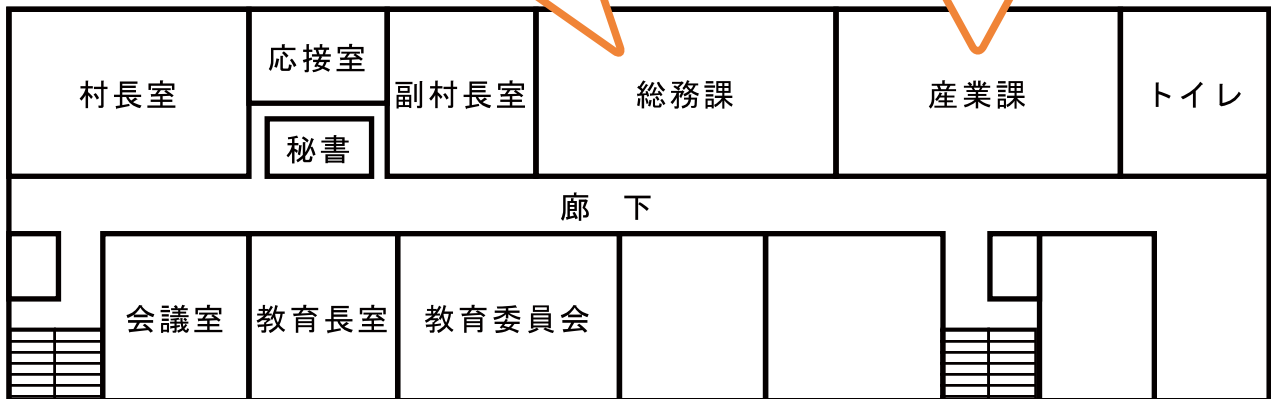 村長室
応接室
秘書
副村長室
総務課
産業課
トイレ
廊 下
会議室
教育長室
教育委員会